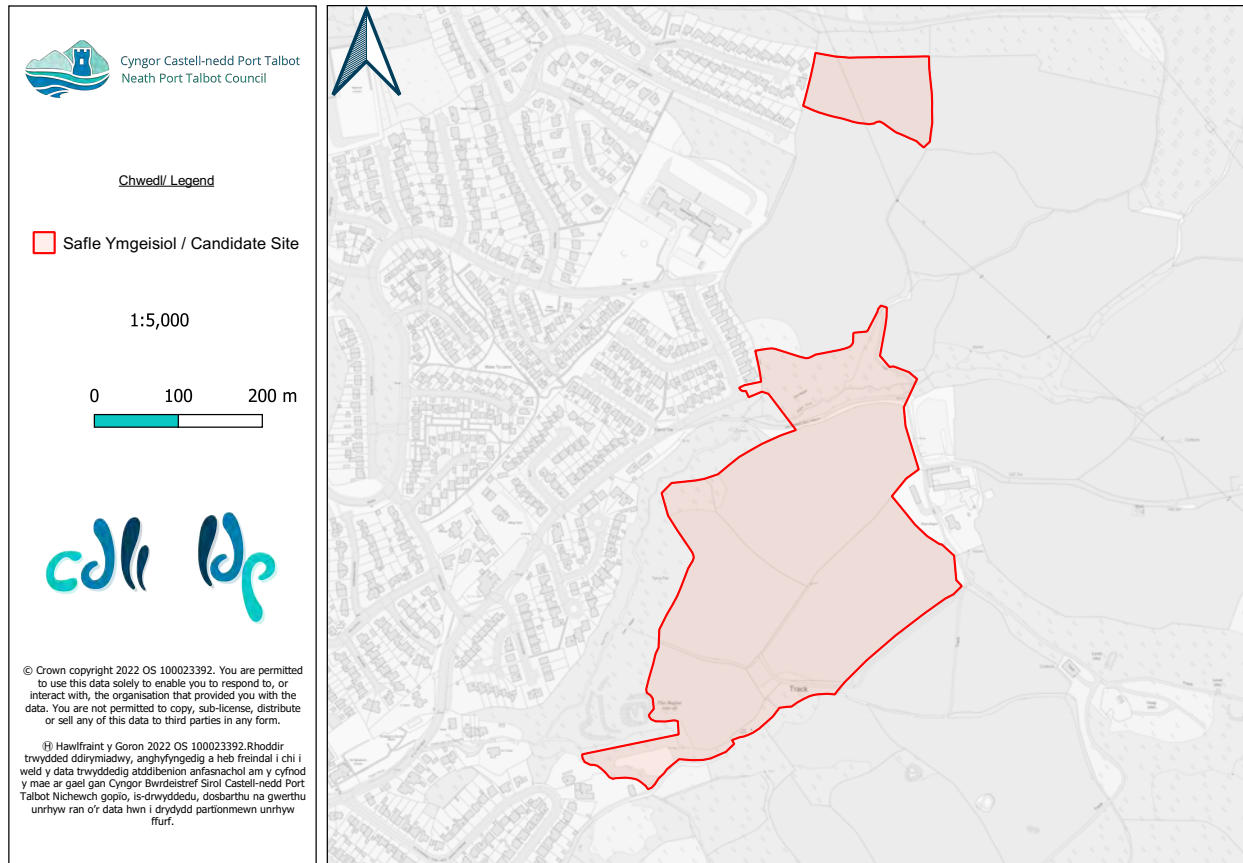 Cyngor Castell-nedd Port Talbot
Neath Port Talbot Council
Chwedl/ Legend
Safle Ymgeisiol / Candidate Site
1:5,000
0 100 200 m
cdll ldp
© Crown copyright 2022 OS 100023392. You are permitted
to use this data solely to enable you to respond to, or
interact with, the organisation that provided you with the
data. You are not permitted to copy, sub-license, distribute
or sell any of this data to third parties in any form.
Ⓗ Hawlfraint y Goron 2022 OS 100023392.Rhoddir
trwydded ddirymiadwy, anghyfyngedig a heb freindal i chi i
weld y data trwyddedig atddibenion anfasnachol am y cyfnod
y mae ar gael gan Cyngor Bwrdeistref Sirol Castell-nedd Port
Talbot Nichewch gopïo, is-drwyddedu, dosbarthu na gwerthu
unrhyw ran o'r data hwn i drydydd partïonmewn unrhyw
ffurf.
Track